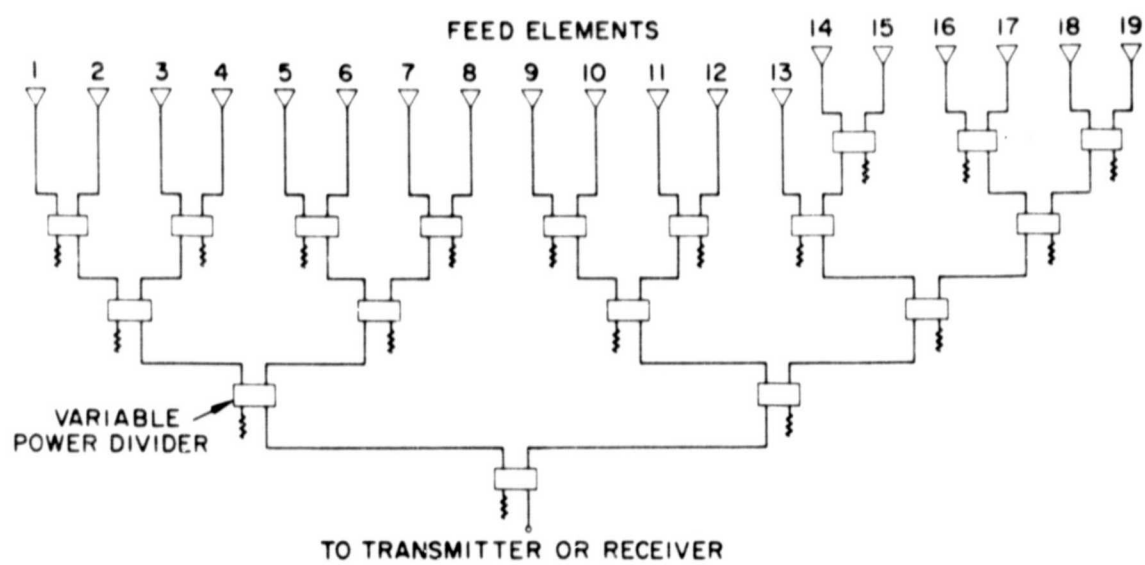 FEED ELEMENTS
1 2 3 4 5 6 7 8 9 10 11 12 13 14 15 16 17 18 19
VARIABLE
POWER DIVIDER
TO TRANSMITTER OR RECEIVER